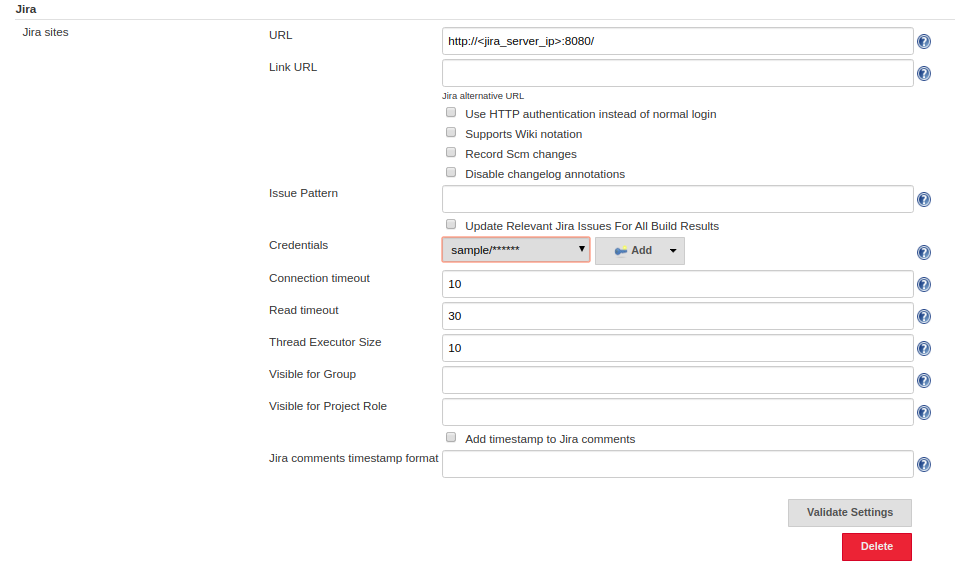 Jira
Jira sites
URL
http://<jira_server_ip>:8080/
Link URL
Jira alternative URL
Use HTTP authentication instead of normal login
Supports Wiki notation
Record Scm changes
Disable changelog annotations
Issue Pattern
Update Relevant Jira Issues For All Build Results
Credentials
sample/******
Add
Connection timeout
10
Read timeout
30
Thread Executor Size
10
Visible for Group
Visible for Project Role
Add timestamp to Jira comments
Jira comments timestamp format
Validate Settings
Delete